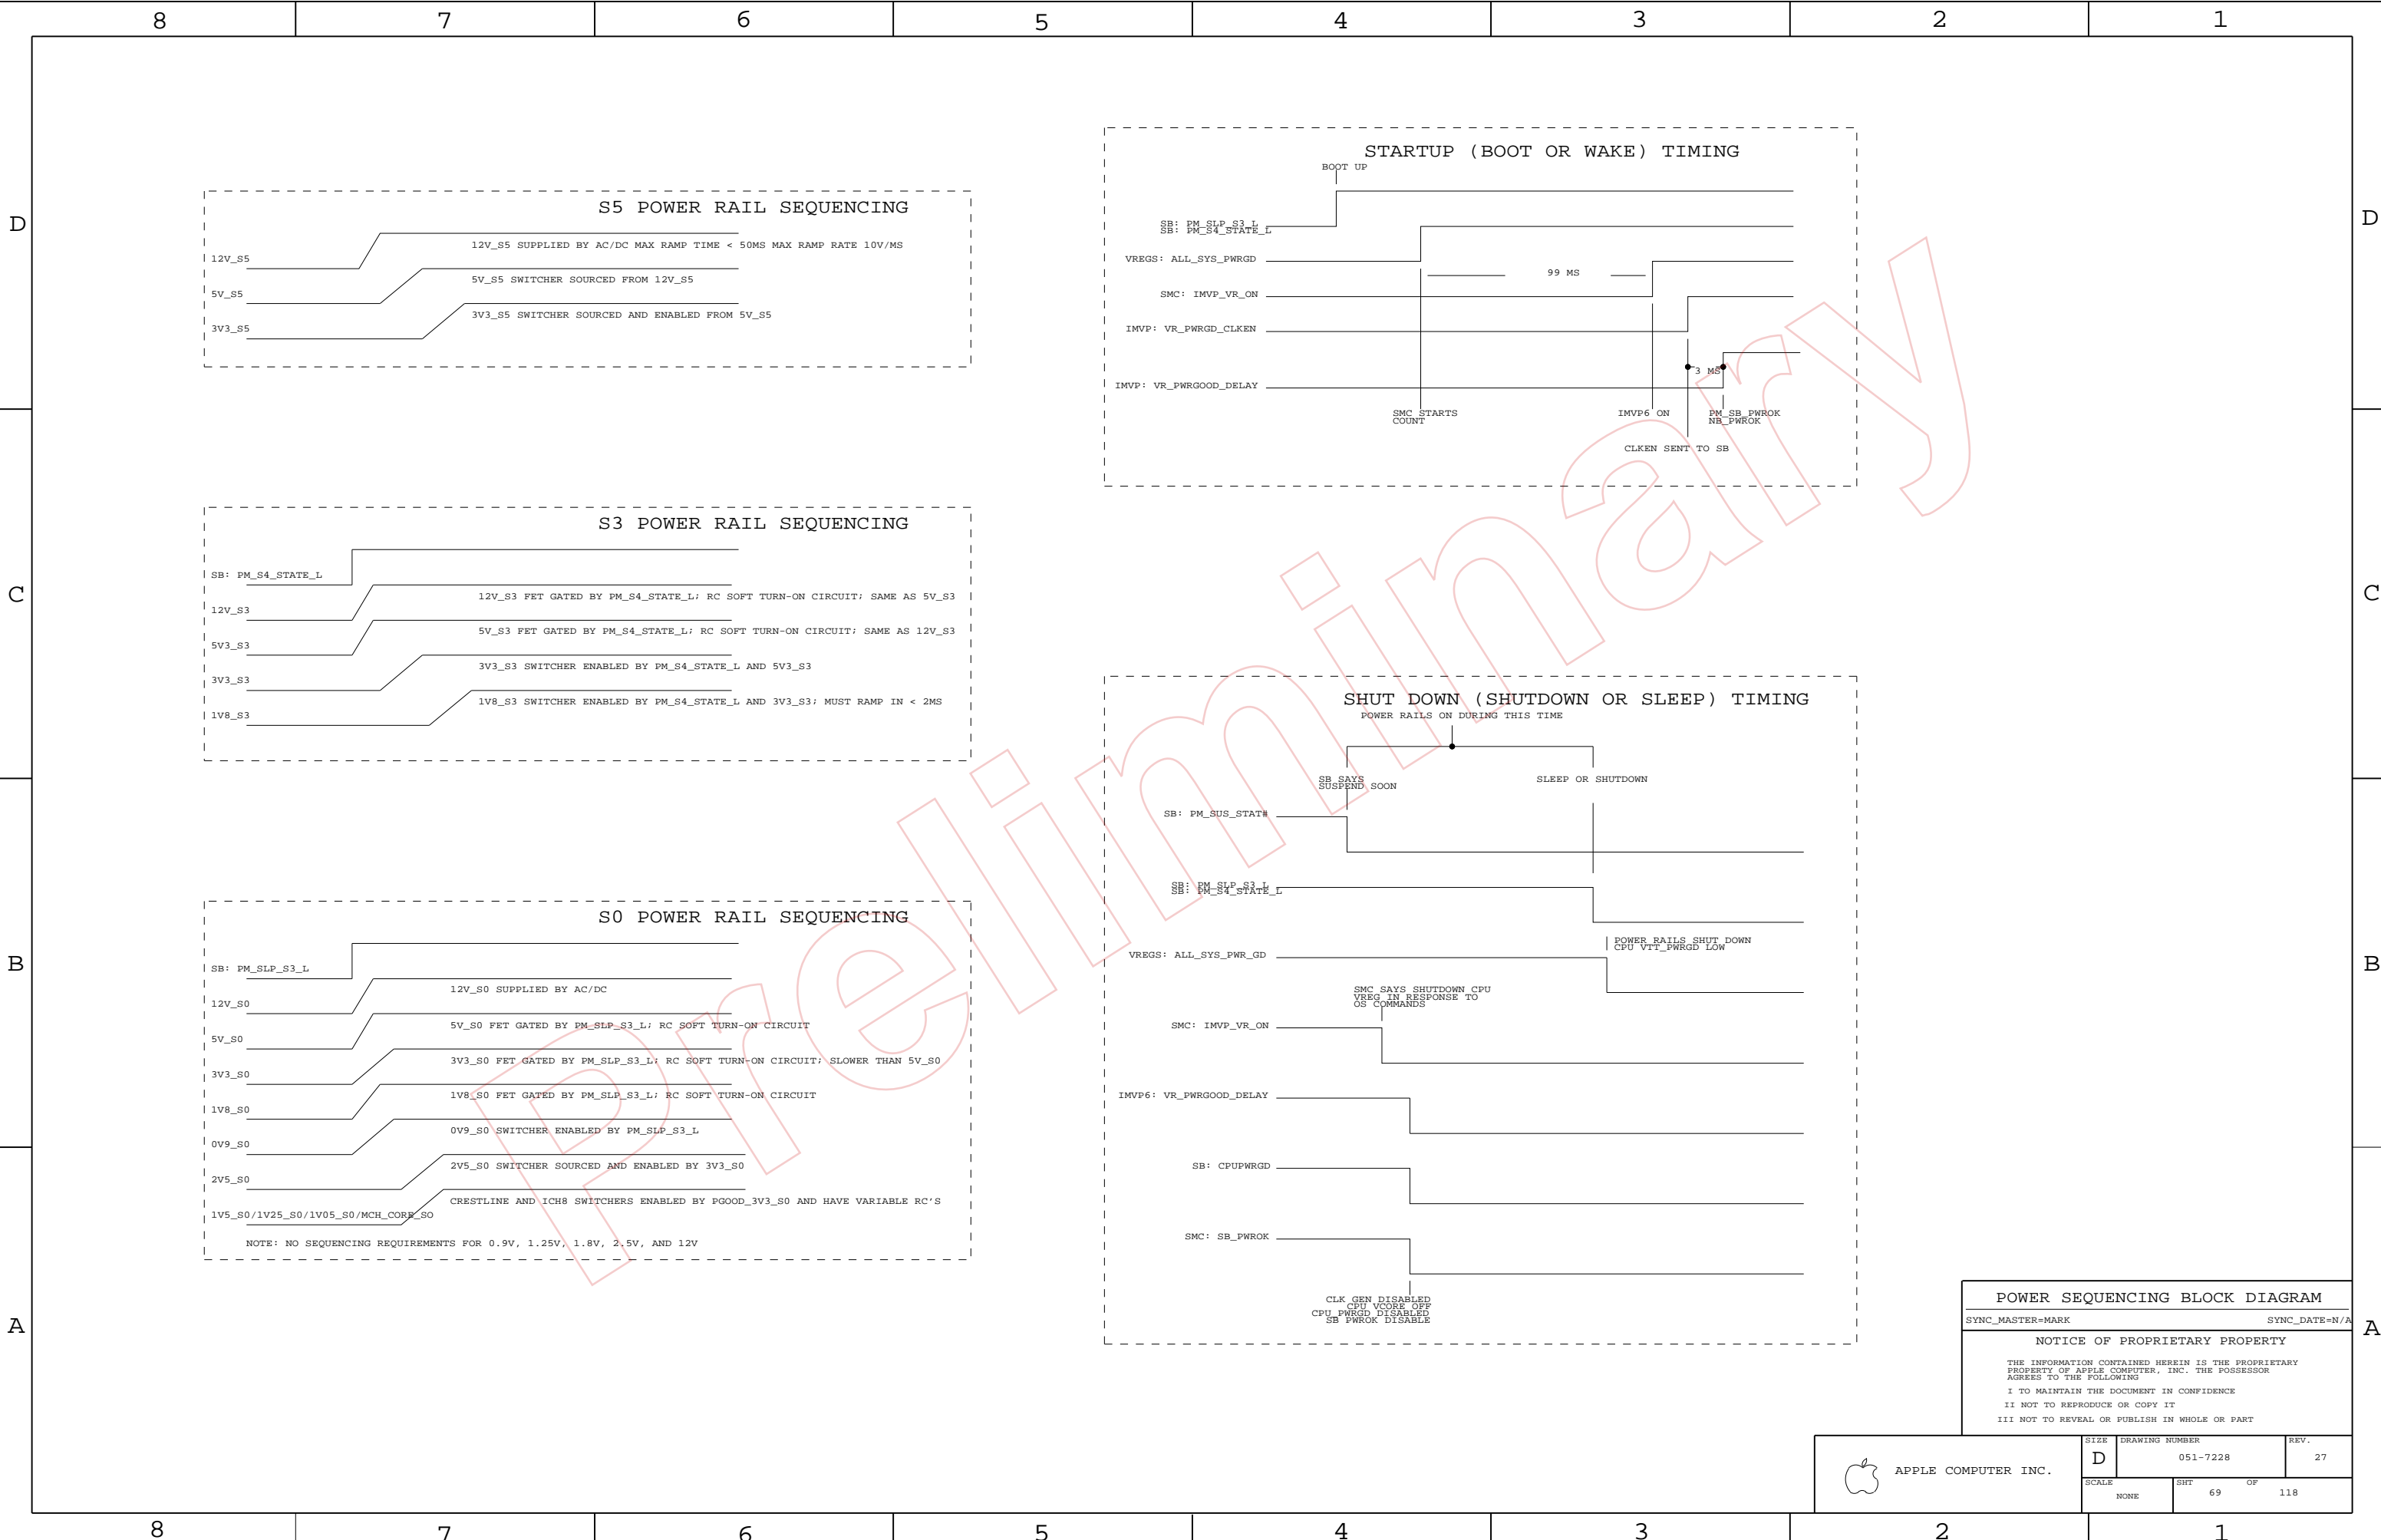 8 7 6 5 4 3 2 1
D
C
B
A
D
C
B
A
S5 POWER RAIL SEQUENCING
12V_S5
12V_S5 SUPPLIED BY AC/DC MAX RAMP TIME < 50MS MAX RAMP RATE 10V/MS
5V_S5
5V_S5 SWITCHER SOURCED FROM 12V_S5
3V3_S5
3V3_S5 SWITCHER SOURCED AND ENABLED FROM 5V_S5
S3 POWER RAIL SEQUENCING
SB: PM_S4_STATE_L
12V_S3
12V_S3 FET GATED BY PM_S4_STATE_L; RC SOFT TURN-ON CIRCUIT; SAME AS 5V_S3
5V3_S3
5V_S3 FET GATED BY PM_S4_STATE_L; RC SOFT TURN-ON CIRCUIT; SAME AS 12V_S3
3V3_S3
3V3_S3 SWITCHER ENABLED BY PM_S4_STATE_L AND 5V3_S3
1V8_S3
1V8_S3 SWITCHER ENABLED BY PM_S4_STATE_L AND 3V3_S3; MUST RAMP IN < 2MS
S0 POWER RAIL SEQUENCING
SB: PM_SLP_S3_L
12V_S0
12V_S0 SUPPLIED BY AC/DC
5V_S0
5V_S0 FET GATED BY PM_SLP_S3_L; RC SOFT TURN-ON CIRCUIT
3V3_S0
3V3_S0 FET GATED BY PM_SLP_S3_L; RC SOFT TURN-ON CIRCUIT; SLOWER THAN 5V_S0
1V8_S0
1V8_S0 FET GATED BY PM_SLP_S3_L; RC SOFT TURN-ON CIRCUIT
0V9_S0
0V9_S0 SWITCHER ENABLED BY PM_SLP_S3_L
2V5_S0
2V5_S0 SWITCHER SOURCED AND ENABLED BY 3V3_S0
1V5_S0/1V25_S0/1V05_S0/MCH_CORE_SO
CRESTLINE AND ICH8 SWITCHERS ENABLED BY PGOOD_3V3_S0 AND HAVE VARIABLE RC'S
NOTE: NO SEQUENCING REQUIREMENTS FOR 0.9V, 1.25V, 1.8V, 2.5V, AND 12V
STARTUP (BOOT OR WAKE) TIMING
BOOT UP
SB: PM_SLP_S3_L
SB: PM_S4_STATE_L
VREGS: ALL_SYS_PWRGD
99 MS
SMC: IMVP_VR_ON
IMVP: VR_PWRGD_CLKEN
3 MS
IMVP: VR_PWRGOOD_DELAY
SMC STARTS
COUNT
IMVP6 ON
PM_SB_PWROK
NB_PWROK
CLKEN SENT TO SB
SHUT DOWN (SHUTDOWN OR SLEEP) TIMING
POWER RAILS ON DURING THIS TIME
SB SAYS
SUSPEND SOON
SLEEP OR SHUTDOWN
SB: PM_SUS_STAT#
SB: PM_SLP_S3_L
SB: PM_S4_STATE_L
POWER RAILS SHUT DOWN
CPU VTT_PWRGD LOW
VREGS: ALL_SYS_PWR_GD
SMC SAYS SHUTDOWN CPU
VREG IN RESPONSE TO
OS COMMANDS
SMC: IMVP_VR_ON
IMVP6: VR_PWRGOOD_DELAY
SB: CPUPWRGD
SMC: SB_PWROK
CLK GEN DISABLED
CPU VCORE OFF
CPU_PWRGD DISABLED
SB PWROK DISABLE
Preliminary
POWER SEQUENCING BLOCK DIAGRAM
SYNC_MASTER=MARK SYNC_DATE=N/A
NOTICE OF PROPRIETARY PROPERTY
THE INFORMATION CONTAINED HEREIN IS THE PROPRIETARY
PROPERTY OF APPLE COMPUTER, INC. THE POSSESSOR
AGREES TO THE FOLLOWING
I TO MAINTAIN THE DOCUMENT IN CONFIDENCE
II NOT TO REPRODUCE OR COPY IT
III NOT TO REVEAL OR PUBLISH IN WHOLE OR PART
APPLE COMPUTER INC.
SIZE DRAWING NUMBER REV.
D 051-7228 27
SCALE SHT OF
NONE 69 118
8 7 6 5 4 3 2 1